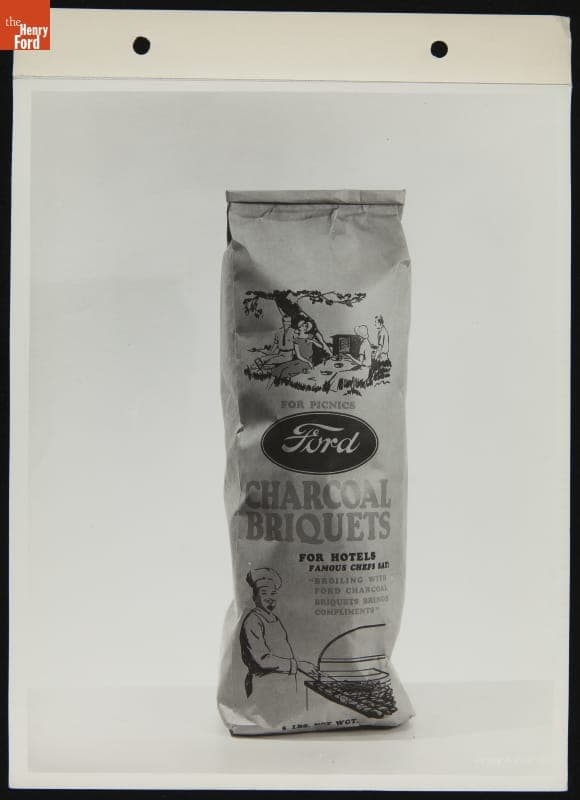 the
Henry
Ford
FOR PICNICS
Ford
CHARCOAL
BRIQUETS
FOR HOTELS
FAMOUS CHEFS SAY:
"BROILING WITH
FORD CHARCOAL
BRIQUETS BRINGS
COMPLIMENTS"
LBS. NET WGT.